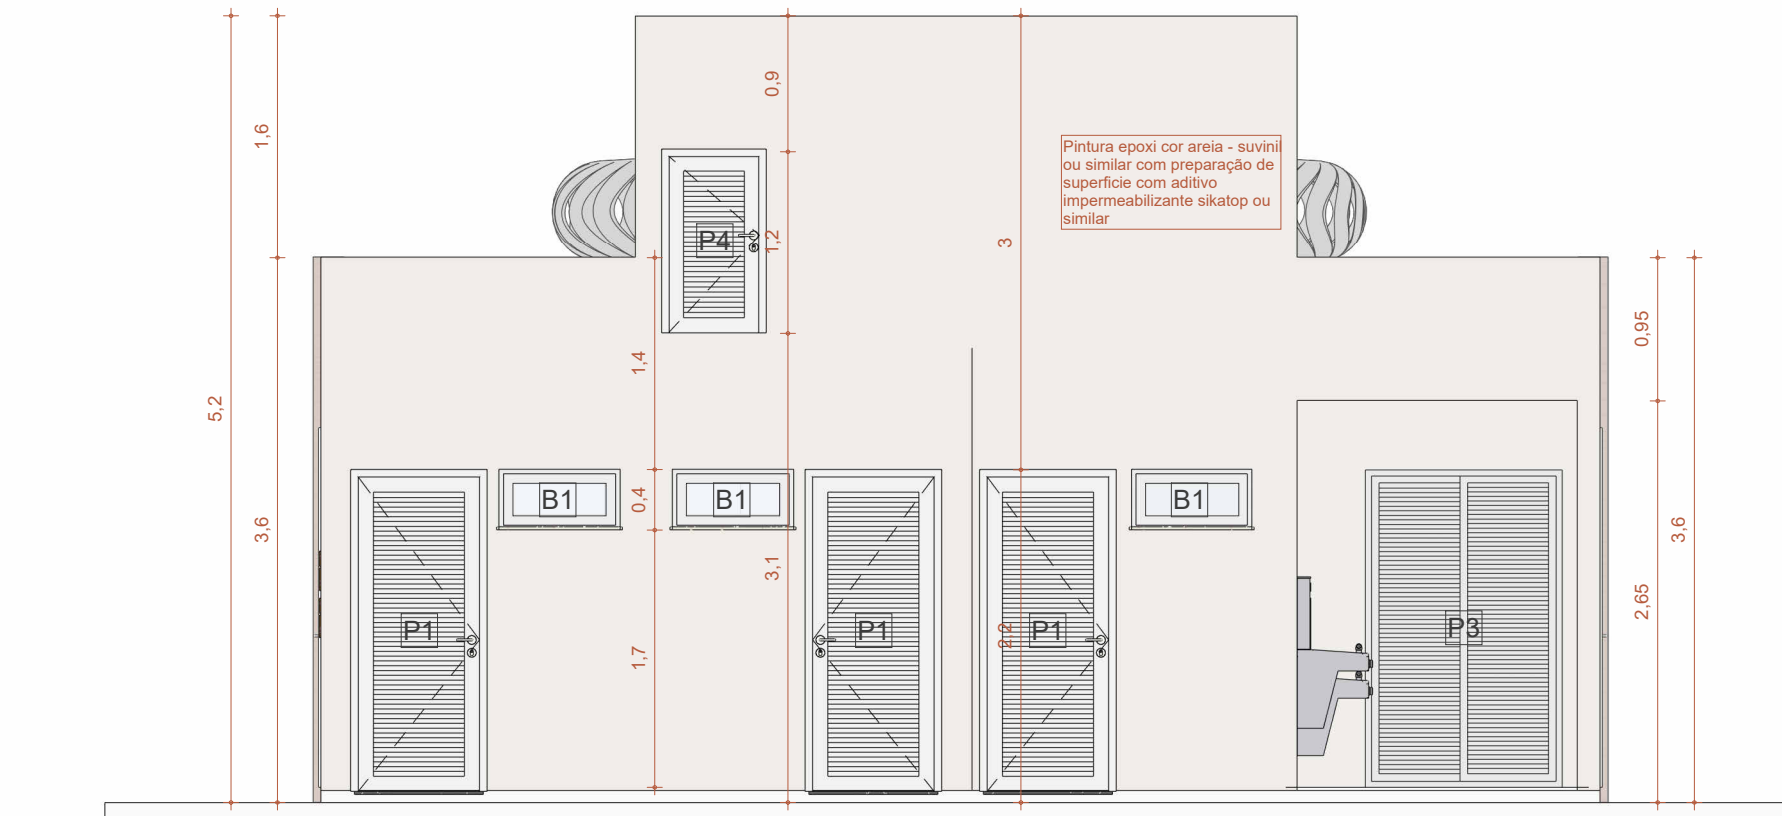 0,9
1,6
Pintura epoxi cor areia - suvinil
ou similar com preparação de
superficie com aditivo
impermeabilizante sikatop ou
similar
P4
1,2
3
0,95
1,4
5,2
B1
0,4
B1
B1
3,6
3,6
3,1
2,65
P1
P1
2,2
P1
P3
1,7